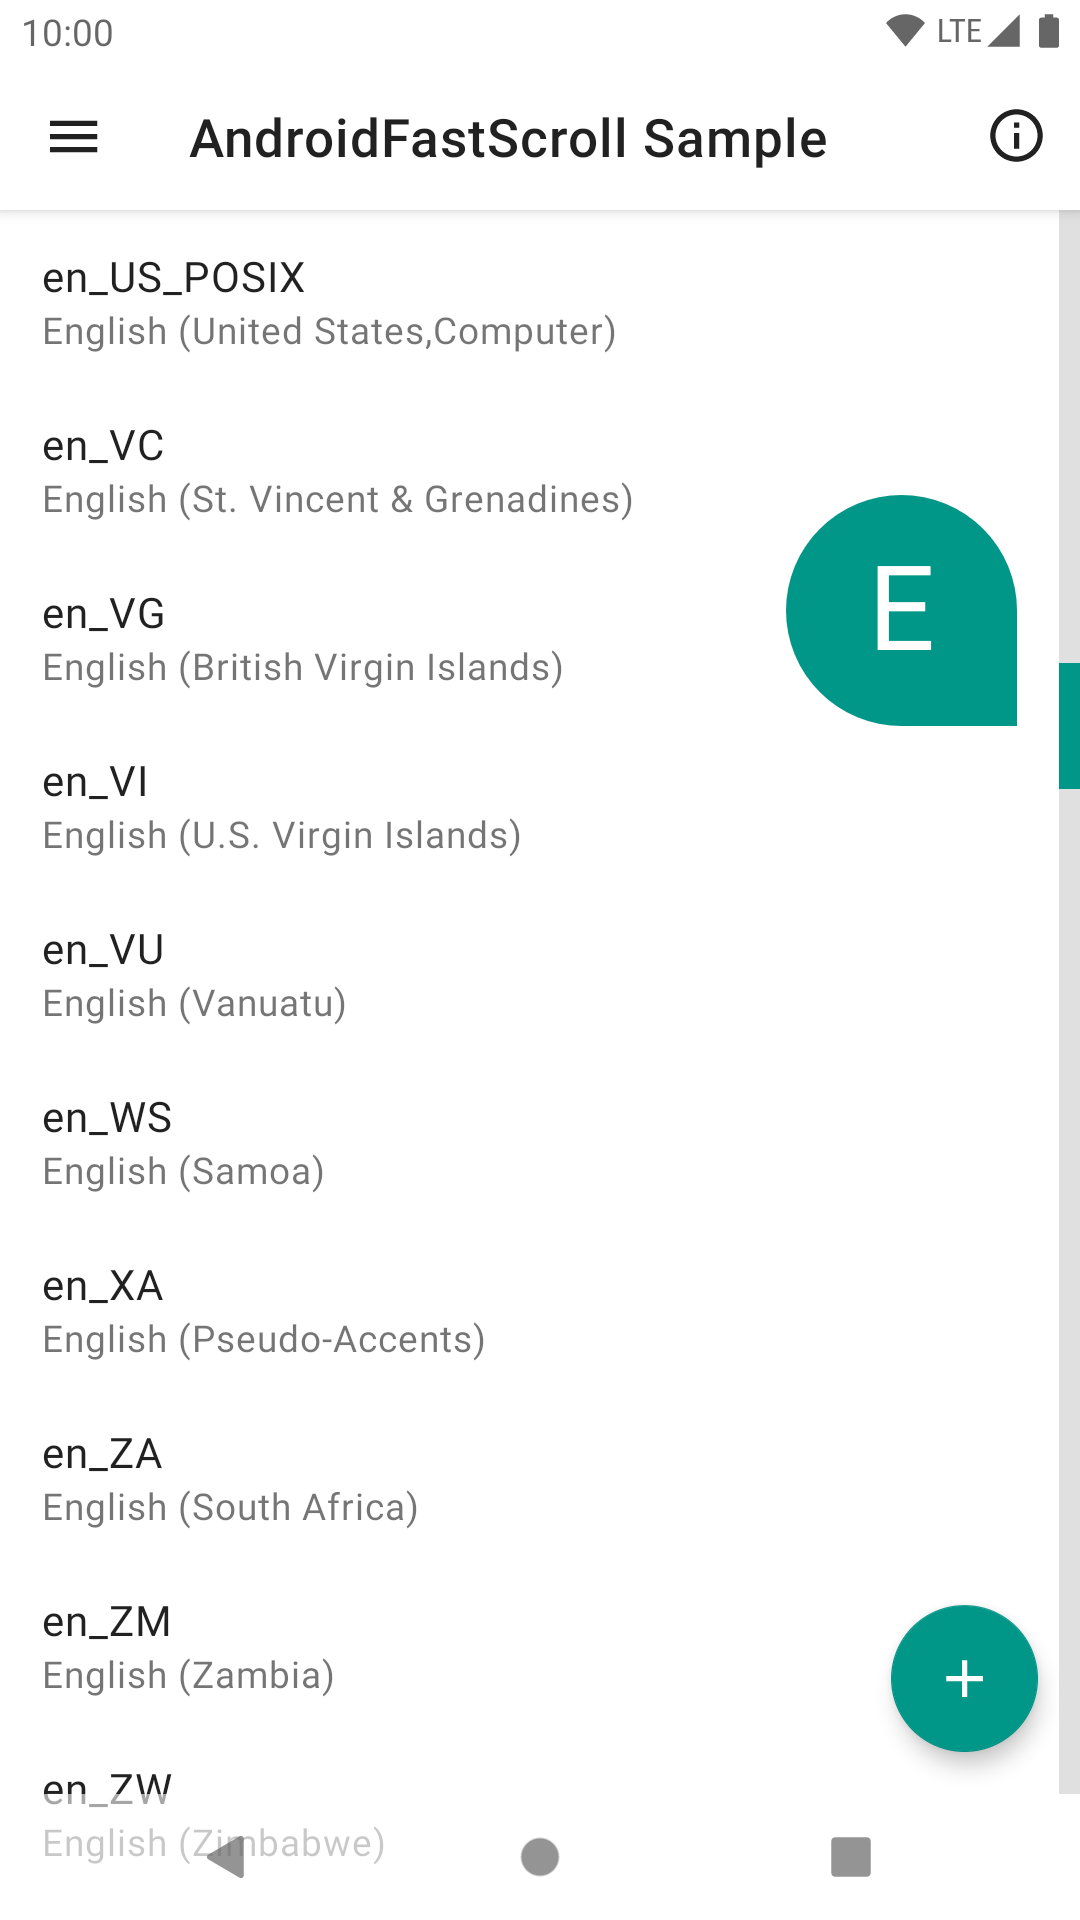 10:00 LTE
AndroidFastScroll Sample
en_US_POSIX
English (United States,Computer)
en_VC
English (St. Vincent & Grenadines)
E
en_VG
English (British Virgin Islands)
en_VI
English (U.S. Virgin Islands)
en_VU
English (Vanuatu)
en_WS
English (Samoa)
en_XA
English (Pseudo-Accents)
en_ZA
English (South Africa)
en_ZM
English (Zambia)
en_ZW
English (Zimbabwe)